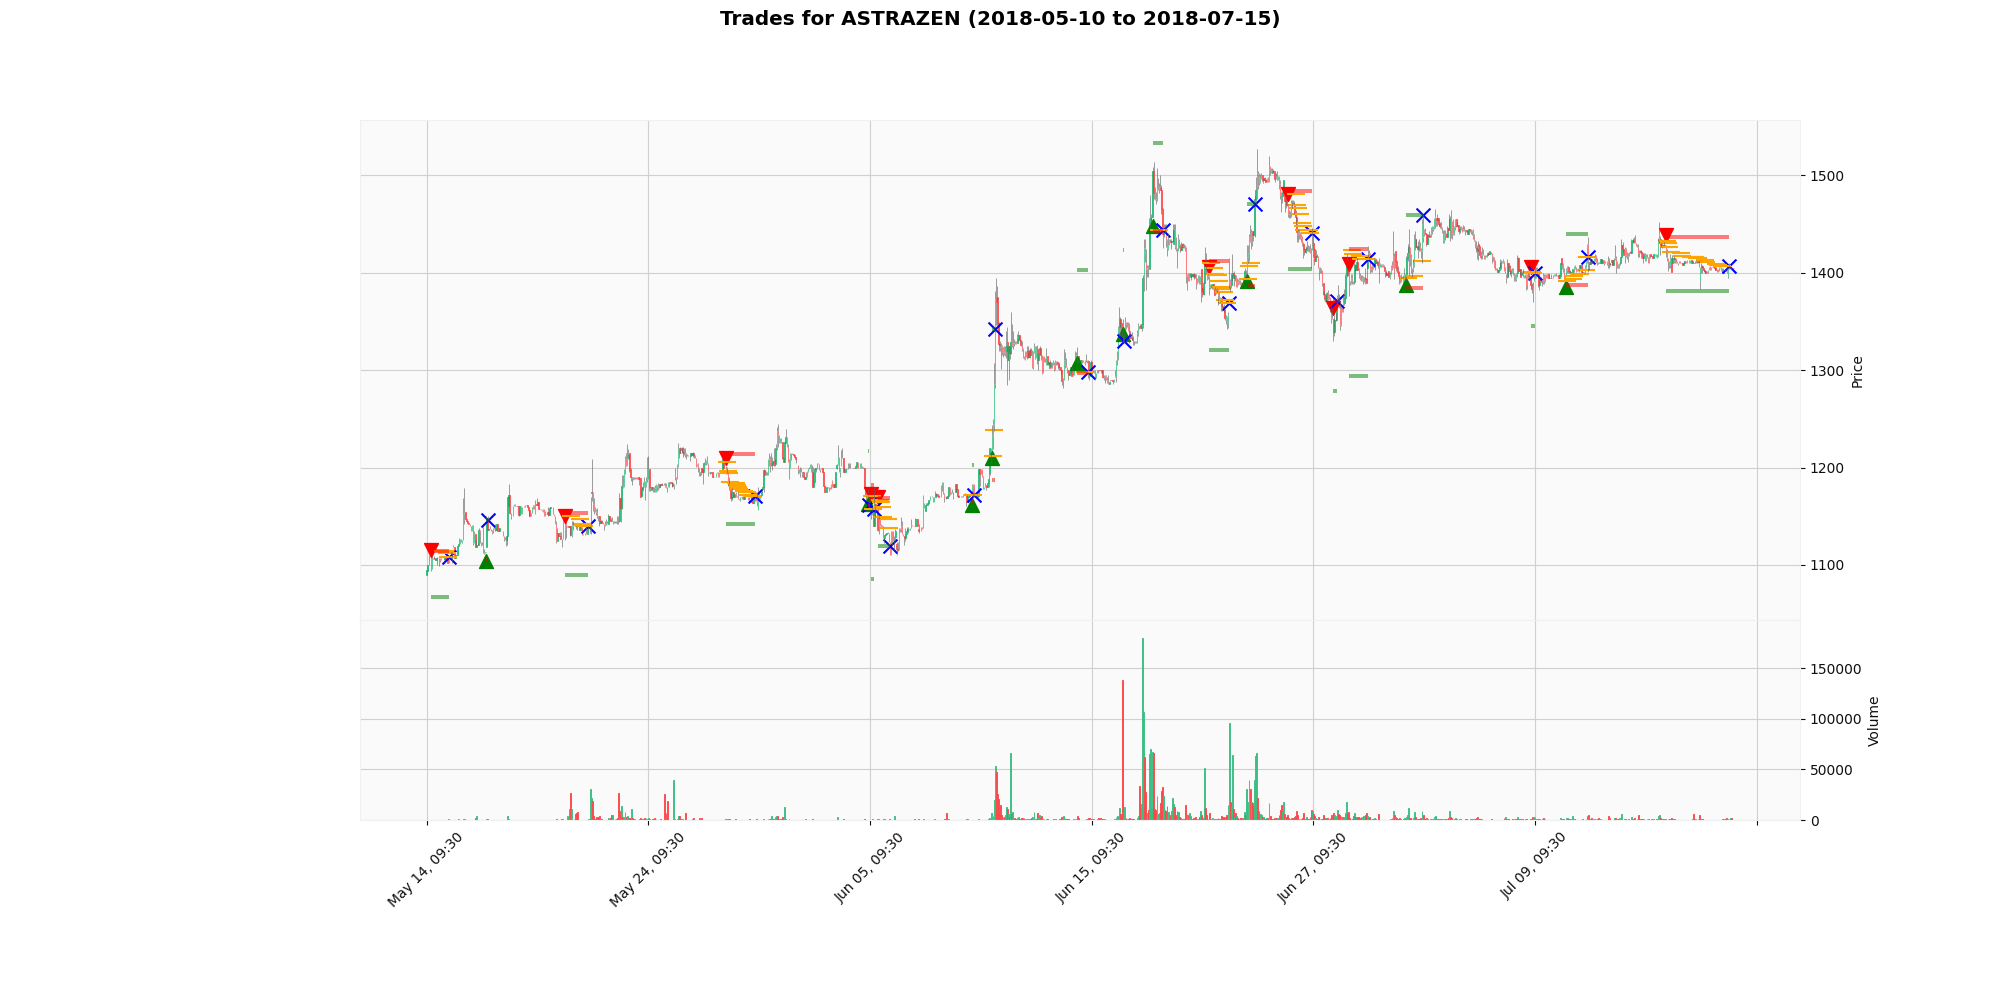 Trades for ASTRAZEN (2018-05-10 to 2018-07-15)
1500
1400
1300
1200
1100
Price
150000
100000
50000
0
Volume
May 14, 09:30
May 24, 09:30
Jun 05, 09:30
Jun 15, 09:30
Jun 27, 09:30
Jul 09, 09:30